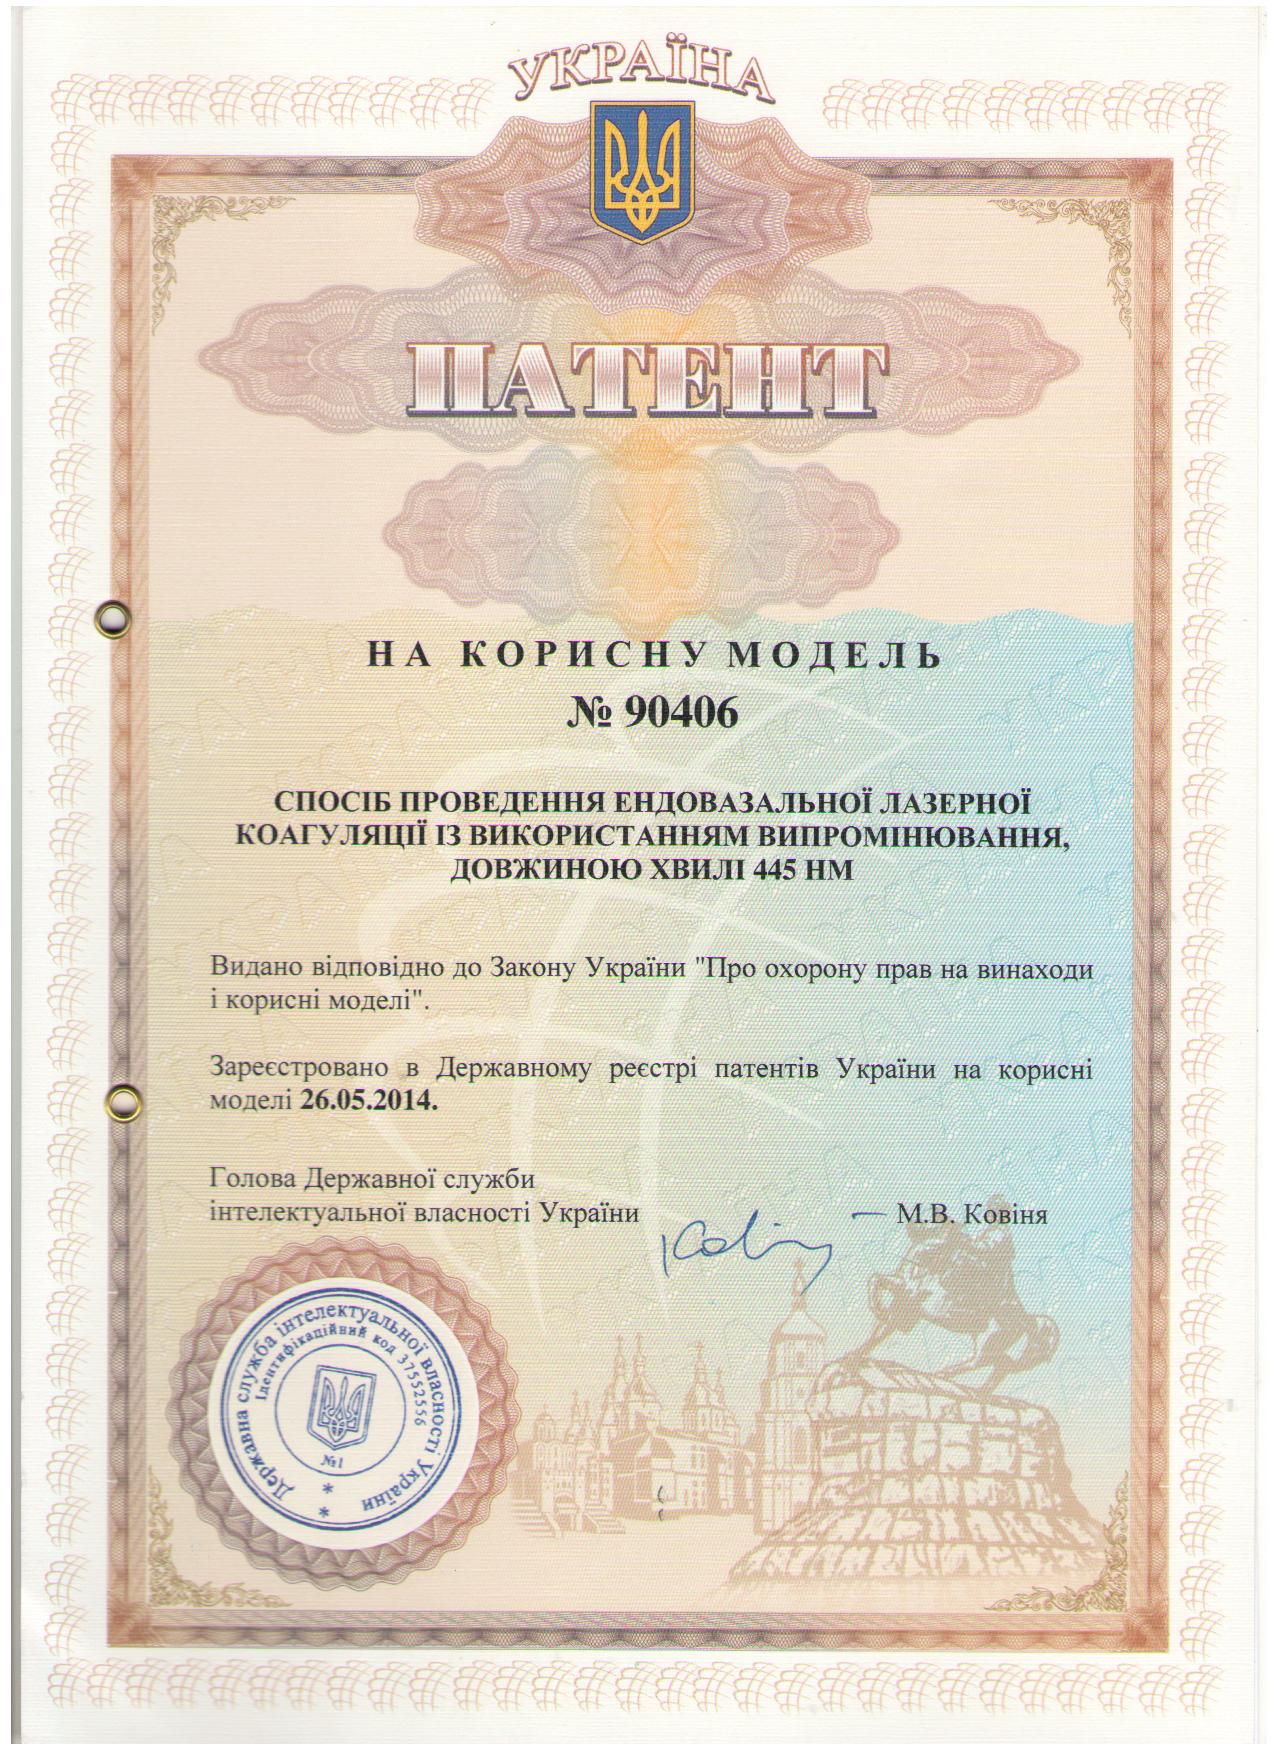 УКРАЇНА
ПАТЕНТ
НА КОРИСНУ МОДЕЛЬ
№ 90406
СПОСІБ ПРОВЕДЕННЯ ЕНДОВАЗАЛЬНОЇ ЛАЗЕРНОЇ
КОАГУЛЯЦІЇ ІЗ ВИКОРИСТАННЯМ ВИПРОМІНЮВАННЯ,
ДОВЖИНОЮ ХВИЛІ 445 НМ
Видано відповідно до Закону України "Про охорону прав на винаходи
і корисні моделі".
Зареєстровано в Державному реєстрі патентів України на корисні
моделі 26.05.2014.
Голова Державної служби
інтелектуальної власності України
М.В. Ковіня
Державна служба інтелектуальної власності України
Ідентифікаційний код 37552556
№1